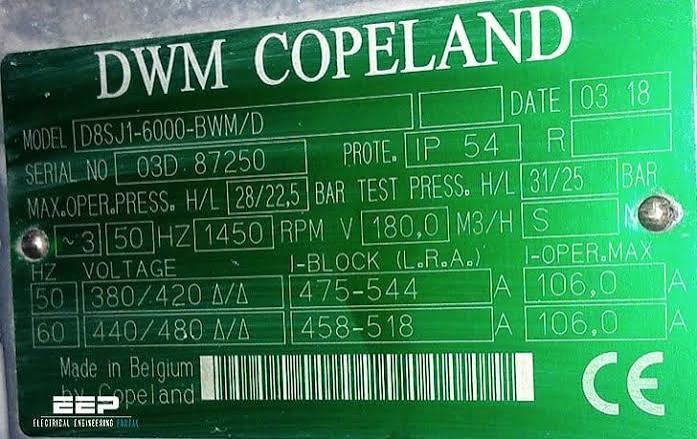 DWM COPELAND
MODEL D8SJ1-6000-BWM/D DATE 03 18
SERIAL NO 03D 87250 PROTE. IP 54 R
MAX.OPER.PRESS. H/L 28/22,5 BAR TEST PRESS. H/L 31/25 BAR
~3 50 HZ 1450 RPM V 180,0 M3/H S
HZ VOLTAGE I-BLOCK (L.R.A.) I-OPER.MAX
50 380/420 Δ/Δ 475-544 A 106,0 A
60 440/480 Δ/Δ 458-518 A 106,0 A
Made in Belgium
by Copeland
CE
EEP
ELECTRICAL ENGINEERING PORTAL